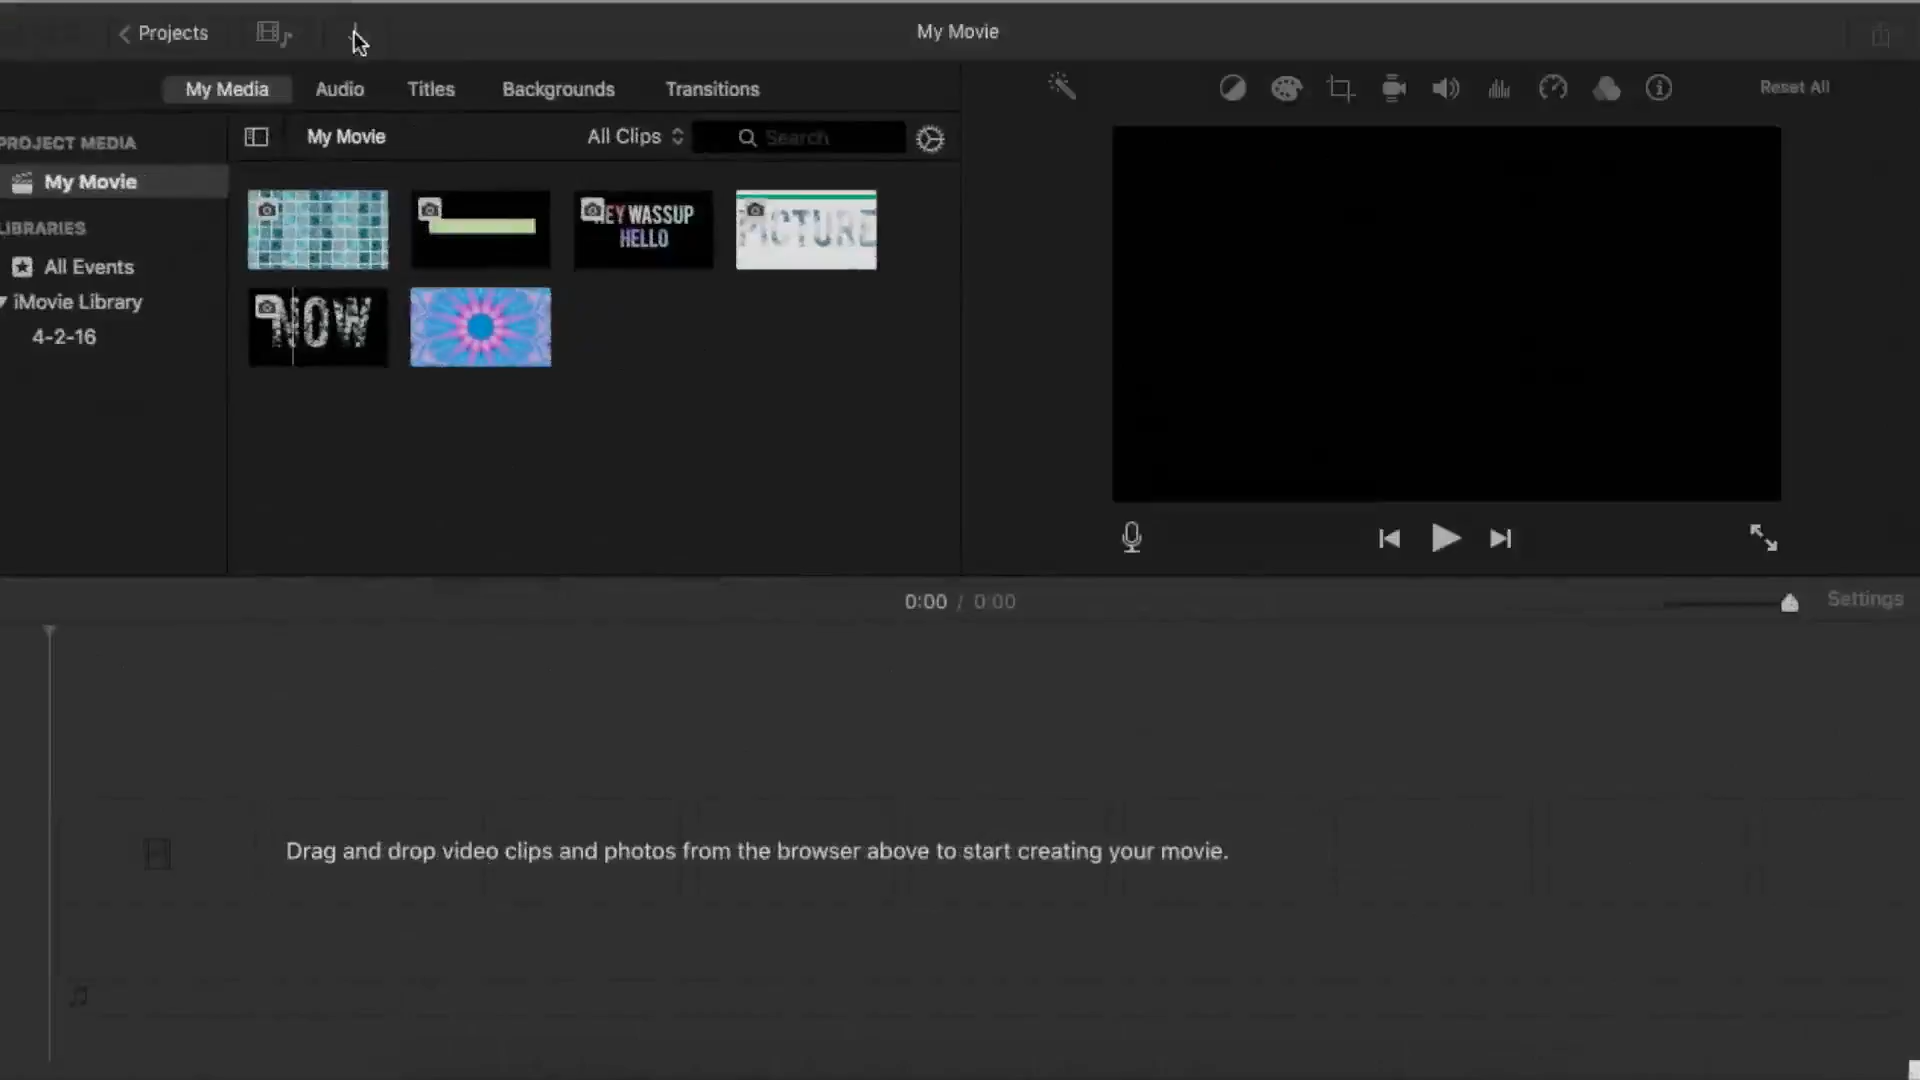 Projects
My Movie
My Media
Audio
Titles
Backgrounds
Transitions
Reset All
PROJECT MEDIA
My Movie
All Clips
Search
My Movie
LIBRARIES
All Events
iMovie Library
4-2-16
HEY WASSUP
HELLO
PICTURE
NOW
0:00 / 0:00
Settings
Drag and drop video clips and photos from the browser above to start creating your movie.